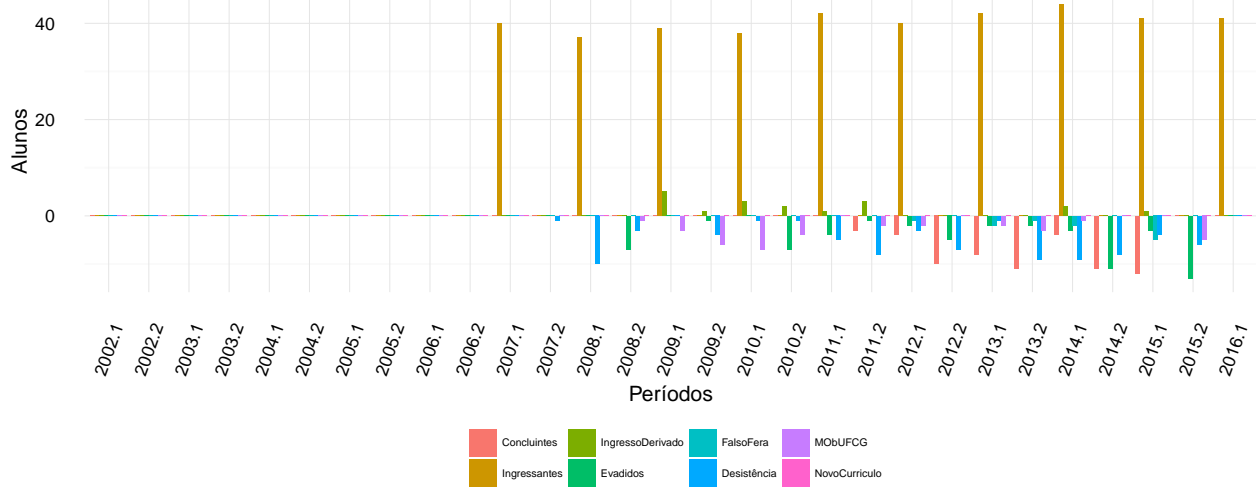 40
20
0
Alunos
2002.1 2002.2 2003.1 2003.2 2004.1 2004.2 2005.1 2005.2 2006.1 2006.2 2007.1 2007.2 2008.1 2008.2 2009.1 2009.2 2010.1 2010.2 2011.1 2011.2 2012.1 2012.2 2013.1 2013.2 2014.1 2014.2 2015.1 2015.2 2016.1
Períodos
Concluintes IngressoDerivado FalsoFera MObUFCG
Ingressantes Evadidos Desistência NovoCurriculo